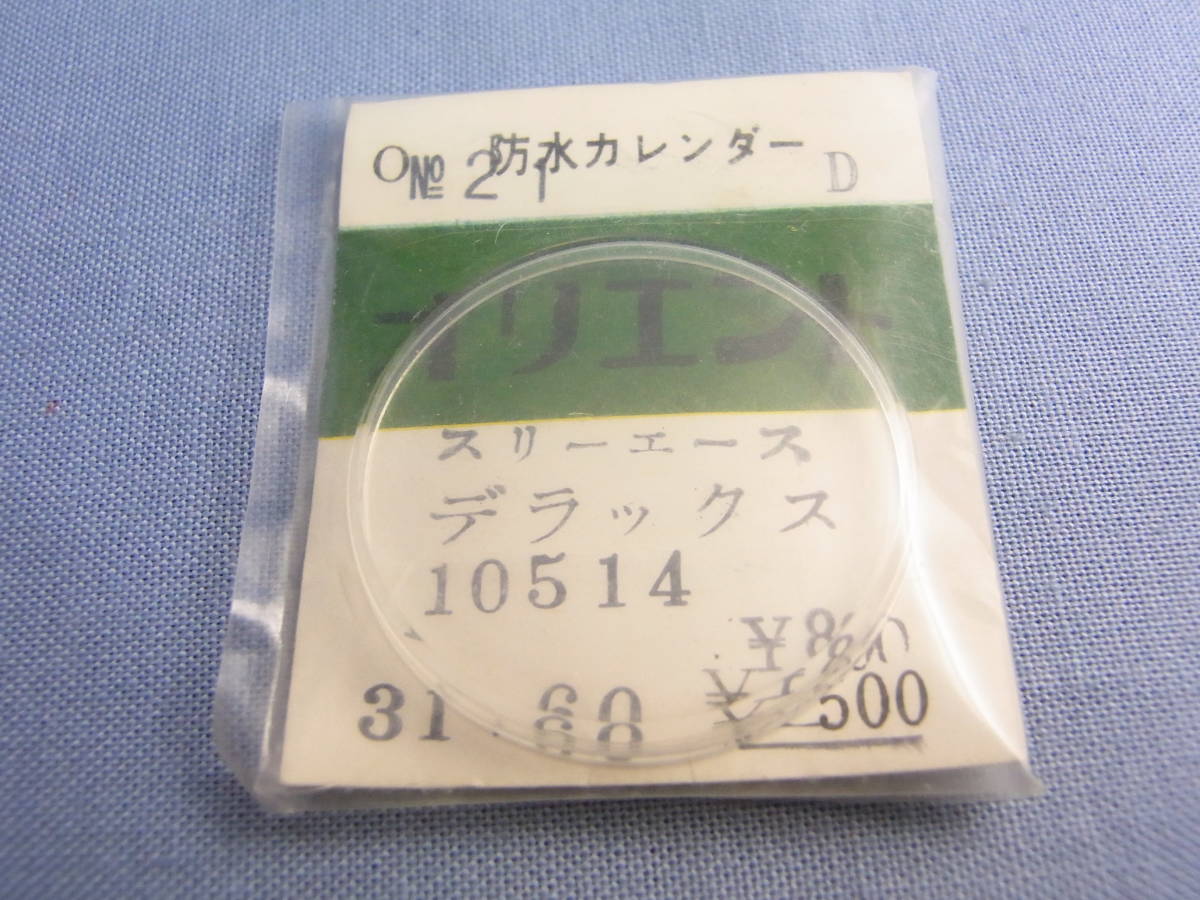 防水カレンダー
O№ 21 D
オリエント
スリーエース
デラックス
10514
31.60
500